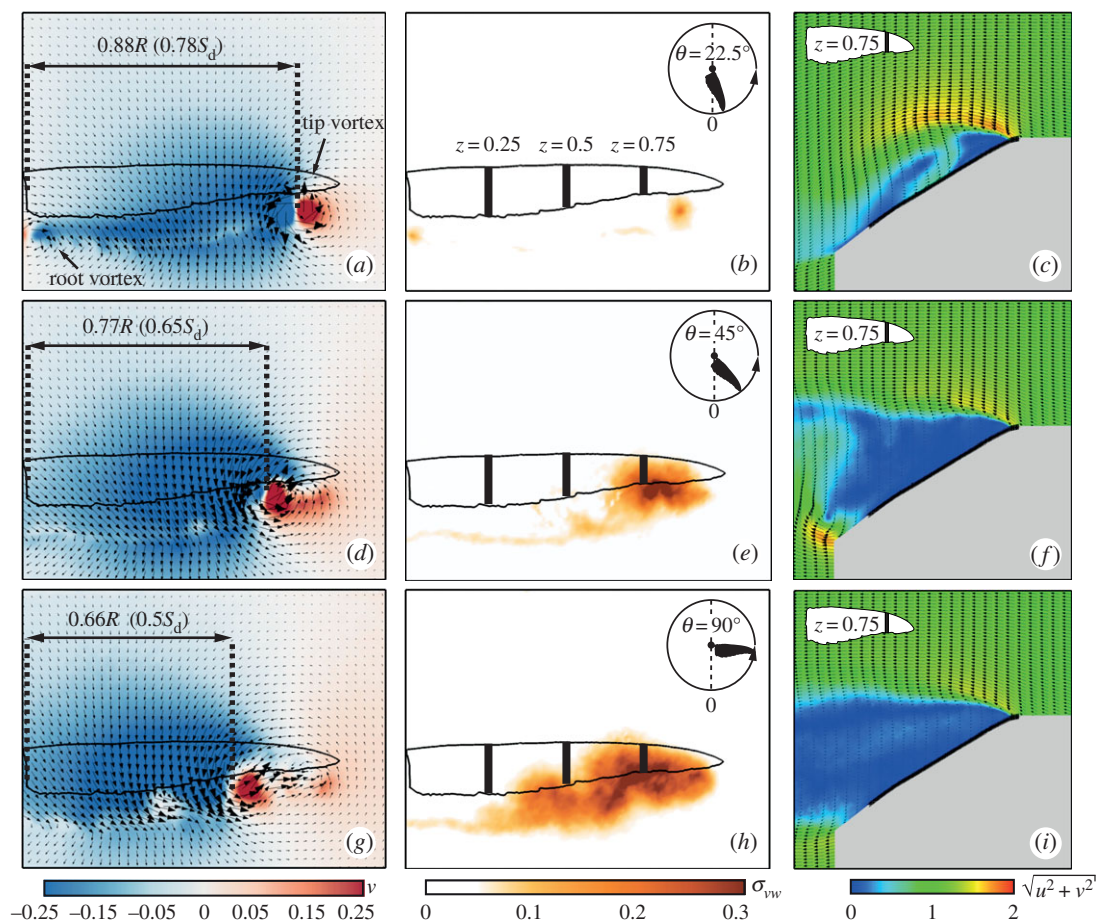 0.88R (0.78S_d)
tip vortex
root vortex
(a)
θ = 22.5°
0
z = 0.25 z = 0.5 z = 0.75
(b)
z = 0.75
(c)
0.77R (0.65S_d)
(d)
θ = 45°
0
(e)
z = 0.75
(f)
0.66R (0.5S_d)
(g)
θ = 90°
0
(h)
z = 0.75
(i)
v
−0.25 −0.15 −0.05 0 0.05 0.15 0.25
σ_vw
0 0.1 0.2 0.3
√u² + v²
0 1 2